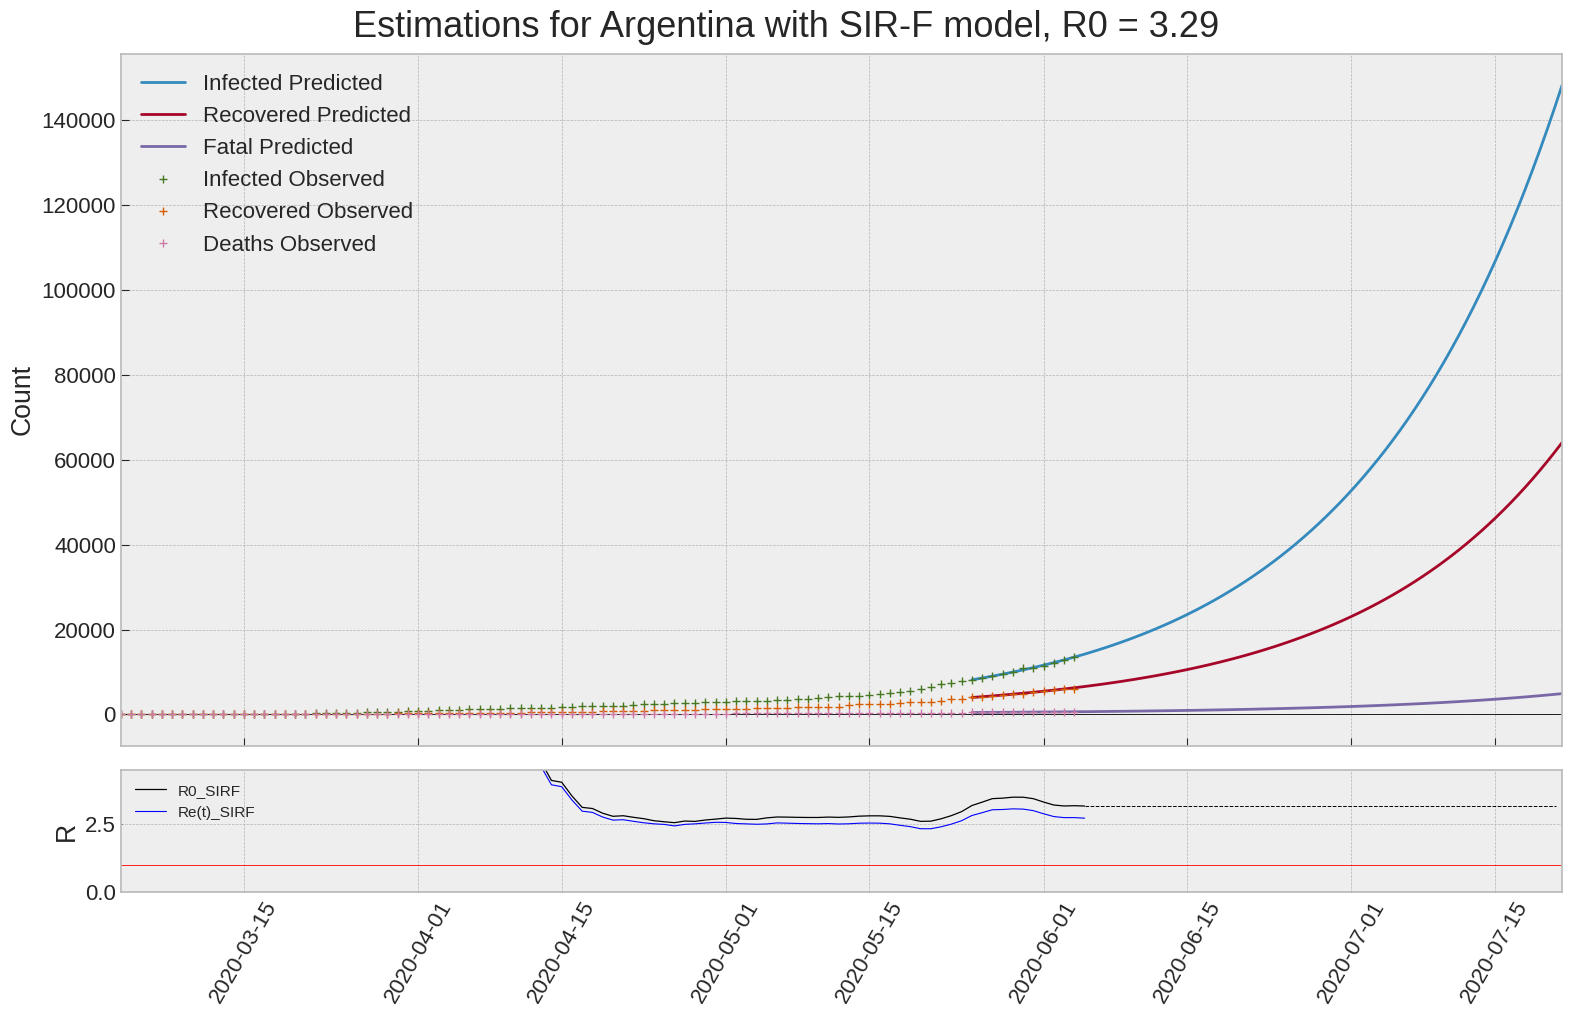 Estimations for Argentina with SIR-F model, R0 = 3.29
Infected Predicted
Recovered Predicted
Fatal Predicted
Infected Observed
Recovered Observed
Deaths Observed
140000
120000
100000
80000
60000
40000
20000
0
Count
R0_SIRF
Re(t)_SIRF
2.5
0.0
R
2020-03-15
2020-04-01
2020-04-15
2020-05-01
2020-05-15
2020-06-01
2020-06-15
2020-07-01
2020-07-15